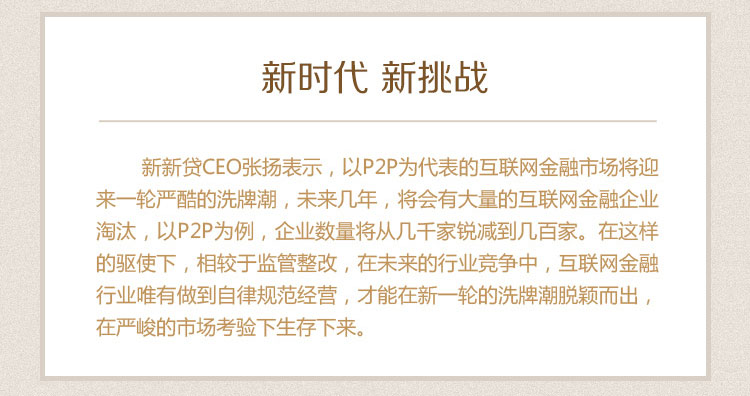 新时代 新挑战
新新贷CEO张扬表示，以P2P为代表的互联网金融市场将迎
来一轮严酷的洗牌潮，未来几年，将会有大量的互联网金融企业
淘汰，以P2P为例，企业数量将从几千家锐减到几百家。在这样
的驱使下，相较于监管整改，在未来的行业竞争中，互联网金融
行业唯有做到自律规范经营，才能在新一轮的洗牌潮脱颖而出，
在严峻的市场考验下生存下来。